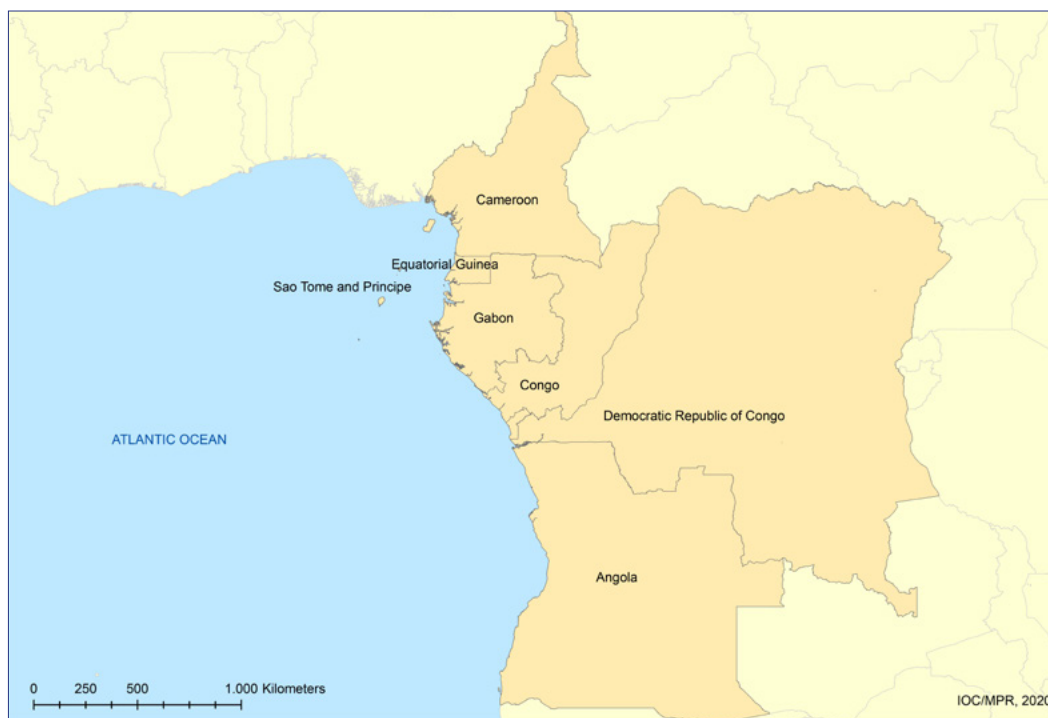 Cameroon
Equatorial Guinea
Sao Tome and Principe
Gabon
Congo
Democratic Republic of Congo
ATLANTIC OCEAN
Angola
0 250 500 1.000 Kilometers
IOC/MPR, 2020